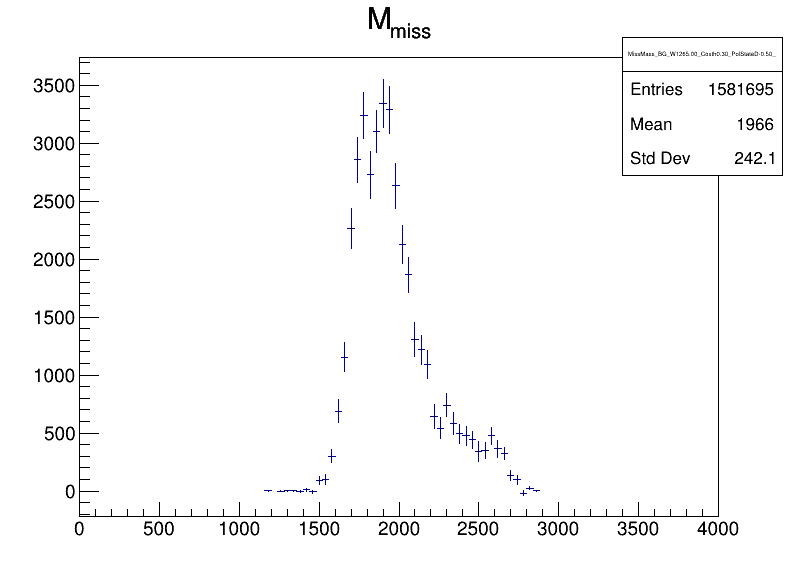 M_miss
MissMass_BG_W1265.00_Costh0.30_PolStateD-0.50_
Entries 1581695
Mean 1966
Std Dev 242.1
3500
3000
2500
2000
1500
1000
500
0
0 500 1000 1500 2000 2500 3000 3500 4000